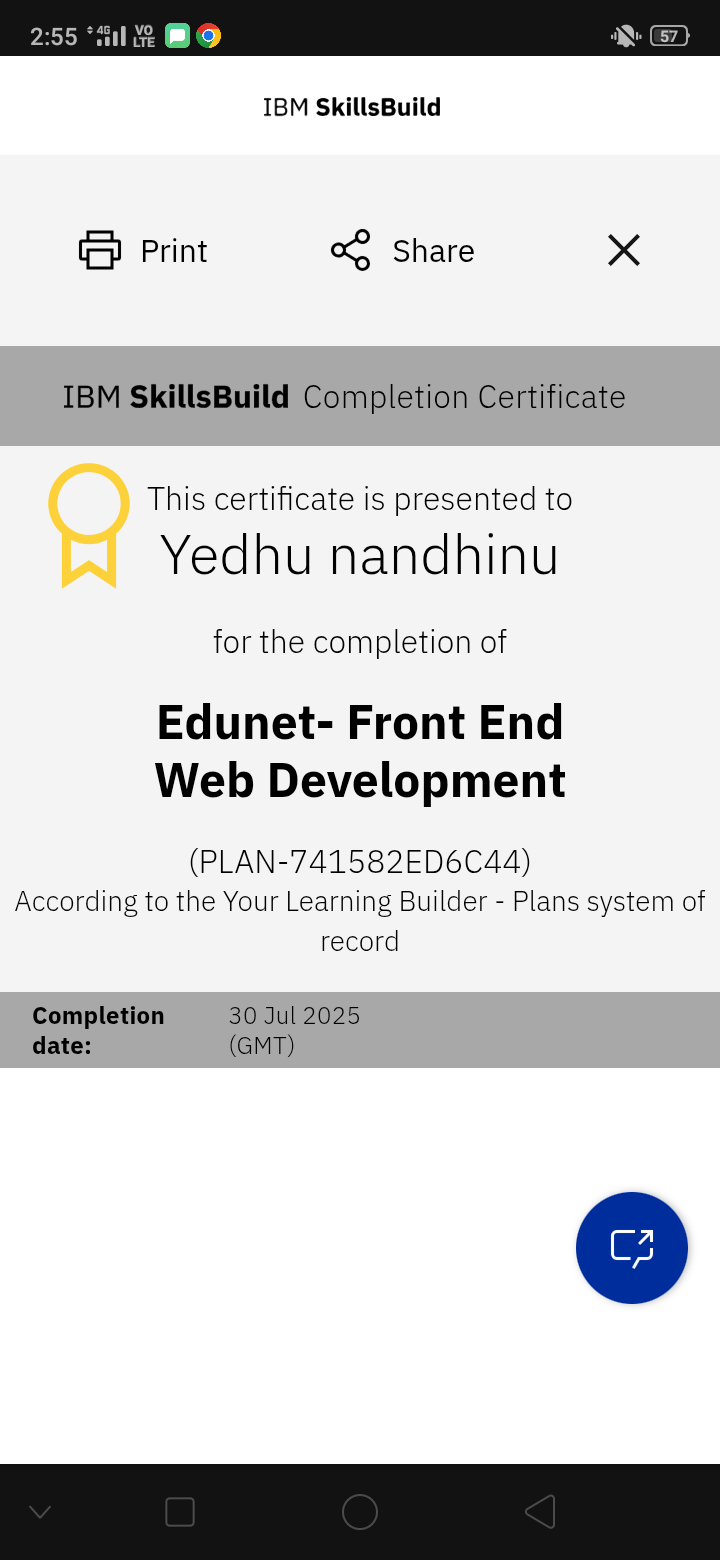 2:55 4G VO LTE 57
IBM SkillsBuild
Print Share
IBM SkillsBuild Completion Certificate
This certificate is presented to
Yedhu nandhinu
for the completion of
Edunet- Front End
Web Development
(PLAN-741582ED6C44)
According to the Your Learning Builder - Plans system of
record
Completion 30 Jul 2025
date: (GMT)